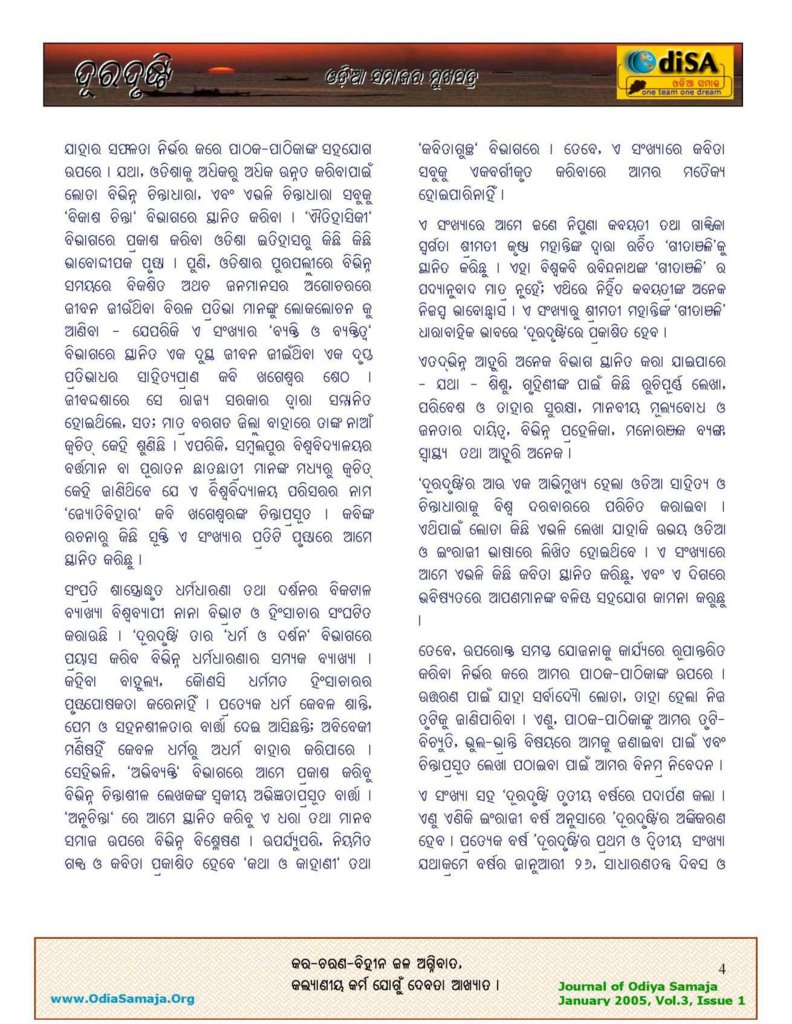 ଦୂରଦୃଷ୍ଟି
ଓଡ଼ିଆ ସମାଜର ମୁଖପତ୍ର
OdiSA
ଓଡିଆ ସମାଜ
one team one dream
ଯାହାର ସଫଳତା ନିର୍ଭର କରେ ପାଠକ-ପାଠିକାଙ୍କ ସହଯୋଗ
ଉପରେ । ଯଥା, ଓଡିଶାକୁ ଅଧିକରୁ ଅଧିକ ଉନ୍ନତ କରିବାପାଇଁ
ଲୋଡା ବିଭିନ୍ନ ଚିନ୍ତାଧାରା, ଏବଂ ଏଭଳି ଚିନ୍ତାଧାରା ସବୁକୁ
‘ବିକାଶ ଚିନ୍ତା‘ ବିଭାଗରେ ସ୍ଥାନିତ କରିବା । ‘ଐତିହାସିକୀ‘
ବିଭାଗରେ ପ୍ରକାଶ କରିବା ଓଡିଶା ଇତିହାସରୁ କିଛି କିଛି
ଭାବୋଦ୍ଦୀପକ ପୃଷ୍ଠା । ପୁଣି, ଓଡିଶାର ପୁରପଲ୍ଲୀରେ ବିଭିନ୍ନ
ସମୟରେ ବିକଶିତ ଅଥଚ ଜନମାନସର ଅଗୋଚରରେ
ଜୀବନ ଜୀଉଁଥିବା ବିରଳ ପ୍ରତିଭା ମାନଙ୍କୁ ଲୋକଲୋଚନ କୁ
ଆଣିବା – ଯେପରିକି ଏ ସଂଖ୍ୟାର ‘ବ୍ୟକ୍ତି ଓ ବ୍ୟକ୍ତିତ୍ୱ‘
ବିଭାଗରେ ସ୍ଥାନିତ ଏକ ଦୁସ୍ଥ ଜୀବନ ଜୀଇଁଥିବା ଏକ ଦୃପ୍ତ
ପ୍ରତିଭାଧର ସାହିତ୍ୟପ୍ରାଣ କବି ଖଗେଶ୍ୱର ଶେଠ ।
ଜୀବଦ୍ଦଶାରେ ସେ ରାଜ୍ୟ ସରକାର ଦ୍ୱାରା ସମ୍ମାନିତ
ହୋଇଥିଲେ, ସତ; ମାତ୍ର ବରଗଡ ଜିଲ୍ଲା ବାହାରେ ତାଙ୍କ ନାଆଁ
କ୍ୱଚିତ୍ କେହି ଶୁଣିଛି । ଏପରିକି, ସମ୍ବଲପୁର ବିଶ୍ୱବିଦ୍ୟାଳୟର
ବର୍ତ୍ତମାନ ବା ପୁରାତନ ଛାତ୍ରଛାତ୍ରୀ ମାନଙ୍କ ମଧ୍ୟରୁ କ୍ୱଚିତ୍
କେହି ଜାଣିଥିବେ ଯେ ଏ ବିଶ୍ୱବିଦ୍ୟାଳୟ ପରିସରର ନାମ
‘ଜ୍ୟୋତିବିହାର‘ କବି ଖଗେଶ୍ୱରଙ୍କ ଚିନ୍ତାପ୍ରସୂତ । କବିଙ୍କ
ରଚନାରୁ କିଛି ସୂକ୍ତି ଏ ସଂଖ୍ୟାର ପ୍ରତିଟି ପୃଷ୍ଠାରେ ଆମେ
ସ୍ଥାନିତ କରିଛୁ ।
ସଂପ୍ରତି ଶାସ୍ତ୍ରୋଦ୍ଧୃତ ଧର୍ମଧାରଣା ତଥା ଦର୍ଶନର ବିକଟାଳ
ବ୍ୟାଖ୍ୟା ବିଶ୍ୱବ୍ୟାପୀ ନାନା ବିଭ୍ରାଟ ଓ ହିଂସାଚାର ସଂଘଟିତ
କରାଉଛି । ‘ଦୂରଦୃଷ୍ଟି‘ ତାର ‘ଧର୍ମ ଓ ଦର୍ଶନ‘ ବିଭାଗରେ
ପ୍ରୟାସ କରିବ ବିଭିନ୍ନ ଧର୍ମଧାରଣାର ସମ୍ୟକ ବ୍ୟାଖ୍ୟା ।
କହିବା ବାହୁଲ୍ୟ, କୌଣସି ଧର୍ମମତ ହିଂସାଚାରର
ପୃଷ୍ଠପୋଷକତା କରେନାହିଁ । ପ୍ରତ୍ୟେକ ଧର୍ମ କେବଳ ଶାନ୍ତି,
ପ୍ରେମ ଓ ସହନଶୀଳତାର ବାର୍ତ୍ତା ଦେଇ ଆସିଛନ୍ତି; ଅବିବେକୀ
ମଣିଷହିଁ କେବଳ ଧର୍ମରୁ ଅଧର୍ମ ବାହାର କରିପାରେ ।
ସେହିଭଳି, ‘ଅଭିବ୍ୟକ୍ତି‘ ବିଭାଗରେ ଆମେ ପ୍ରକାଶ କରିବୁ
ବିଭିନ୍ନ ଚିନ୍ତାଶୀଳ ଲେଖକଙ୍କ ସ୍ୱକୀୟ ଅଭିଜ୍ଞତାପ୍ରସୂତ ବାର୍ତ୍ତା ।
‘ଅନୁଚିନ୍ତା‘ ରେ ଆମେ ସ୍ଥାନିତ କରିବୁ ଏ ଧରା ତଥା ମାନବ
ସମାଜ ଉପରେ ବିଭିନ୍ନ ବିଶ୍ଳେଷଣ । ଉପର୍ଯ୍ୟୁପରି, ନିୟମିତ
ଗଳ୍ପ ଓ କବିତା ପ୍ରକାଶିତ ହେବେ ‘କଥା ଓ କାହାଣୀ‘ ତଥା
‘କବିତାଗୁଚ୍ଛ‘ ବିଭାଗରେ । ତେବେ, ଏ ସଂଖ୍ୟାରେ କବିତା
ସବୁକୁ ଏକବର୍ଗୀକୃତ କରିବାରେ ଆମର ମତୈକ୍ୟ
ହୋଇପାରିନାହିଁ ।
ଏ ସଂଖ୍ୟାରେ ଆମେ ଜଣେ ନିପୁଣା କବୟତ୍ରୀ ତଥା ଗାଳ୍ପିକା
ସ୍ୱର୍ଗତା ଶ୍ରୀମତୀ କୃଷ୍ଣା ମହାନ୍ତିଙ୍କ ଦ୍ୱାରା ରଚିତ ‘ଗୀତାଞ୍ଜଳି‘କୁ
ସ୍ଥାନିତ କରିଛୁ । ଏହା ବିଶ୍ୱକବି ରବିନ୍ଦ୍ରନାଥଙ୍କ ‘ଗୀତାଞ୍ଜଳି‘ ର
ପଦ୍ୟାନୁବାଦ ମାତ୍ର ନୁହେଁ; ଏଥିରେ ନିହିତ କବୟତ୍ରୀଙ୍କ ଅନେକ
ନିଜସ୍ୱ ଭାବୋଛ୍ଛାସ । ଏ ସଂଖ୍ୟାରୁ ଶ୍ରୀମତୀ ମହାନ୍ତିଙ୍କ ‘ଗୀତାଞ୍ଜଳି‘
ଧାରାବାହିକ ଭାବରେ ‘ଦୂରଦୃଷ୍ଟି‘ରେ ପ୍ରକାଶିତ ହେବ ।
ଏତଦ୍‌ଭିନ୍ନ ଆହୁରି ଅନେକ ବିଭାଗ ସ୍ଥାନିତ କରା ଯାଇପାରେ
– ଯଥା – ଶିଶୁ, ଗୃହିଣୀଙ୍କ ପାଇଁ କିଛି ରୁଚିପୂର୍ଣ୍ଣ ଲେଖା,
ପରିବେଶ ଓ ତାହାର ସୁରକ୍ଷା, ମାନବୀୟ ମୂଲ୍ୟବୋଧ ଓ
ଜନତାର ଦାୟିତ୍ୱ, ବିଭିନ୍ନ ପ୍ରହେଳିକା, ମନୋରଞ୍ଜକ ବ୍ୟଙ୍ଗ,
ସ୍ୱାସ୍ଥ୍ୟ ତଥା ଆହୁରି ଅନେକ ।
‘ଦୂରଦୃଷ୍ଟି‘ର ଆଉ ଏକ ଆଭିମୁଖ୍ୟ ହେଲା ଓଡିଆ ସାହିତ୍ୟ ଓ
ଚିନ୍ତାଧାରାକୁ ବିଶ୍ୱ ଦରବାରରେ ପରିଚିତ କରାଇବା ।
ଏଥିପାଇଁ ଲୋଡା କିଛି ଏଭଳି ଲେଖା ଯାହାକି ଉଭୟ ଓଡିଆ
ଓ ଇଂରାଜୀ ଭାଷାରେ ଲିଖିତ ହୋଇଥିବେ । ଏ ସଂଖ୍ୟାରେ
ଆମେ ଏଭଳି କିଛି କବିତା ସ୍ଥାନିତ କରିଛୁ, ଏବଂ ଏ ଦିଗରେ
ଭବିଷ୍ୟତରେ ଆପଣମାନଙ୍କ ବଳିଷ୍ଠ ସହଯୋଗ କାମନା କରୁଛୁ
।
ତେବେ, ଉପରୋକ୍ତ ସମସ୍ତ ଯୋଜନାକୁ କାର୍ଯ୍ୟରେ ରୂପାନ୍ତରିତ
କରିବା ନିର୍ଭର କରେ ଆମର ପାଠକ-ପାଠିକାଙ୍କ ଉପରେ ।
ଉତ୍ତରଣ ପାଇଁ ଯାହା ସର୍ବାଦୌ ଲୋଡା, ତାହା ହେଲା ନିଜ
ତୃଟିକୁ ଜାଣିପାରିବା । ଏଣୁ, ପାଠକ-ପାଠିକାଙ୍କୁ ଆମର ତୃଟି-
ବିଚ୍ୟୁତି, ଭୁଲ-ଭ୍ରାନ୍ତି ବିଷୟରେ ଆମକୁ ଜଣାଇବା ପାଇଁ ଏବଂ
ଚିନ୍ତାପ୍ରସୂତ ଲେଖା ପଠାଇବା ପାଇଁ ଆମର ବିନମ୍ର ନିବେଦନ ।
ଏ ସଂଖ୍ୟା ସହ ‘ଦୂରଦୃଷ୍ଟି‘ ତୃତୀୟ ବର୍ଷରେ ପଦାର୍ପଣ କଲା ।
ଏଣୁ ଏଣିକି ଇଂରାଜୀ ବର୍ଷ ଅନୁସାରେ ’ଦୂରଦୃଷ୍ଟି‘ର ଅଙ୍କିକରଣ
ହେବ । ପ୍ରତ୍ୟେକ ବର୍ଷ ’ଦୂରଦୃଷ୍ଟି‘ର ପ୍ରଥମ ଓ ଦ୍ୱିତୀୟ ସଂଖ୍ୟା
ଯଥାକ୍ରମେ ବର୍ଷର ଜାନୁଆରୀ ୨୬, ସାଧାରଣତନ୍ତ୍ର ଦିବସ ଓ
କର-ଚରଣ-ବିହୀନ ଜଳ ଅଗ୍ନିବାତ,
କଲ୍ୟାଣୀୟ କର୍ମ ଯୋଗୁଁ ଦେବତା ଆଖ୍ୟାତ ।
4
www.OdiaSamaja.Org
Journal of Odiya Samaja
January 2005, Vol.3, Issue 1